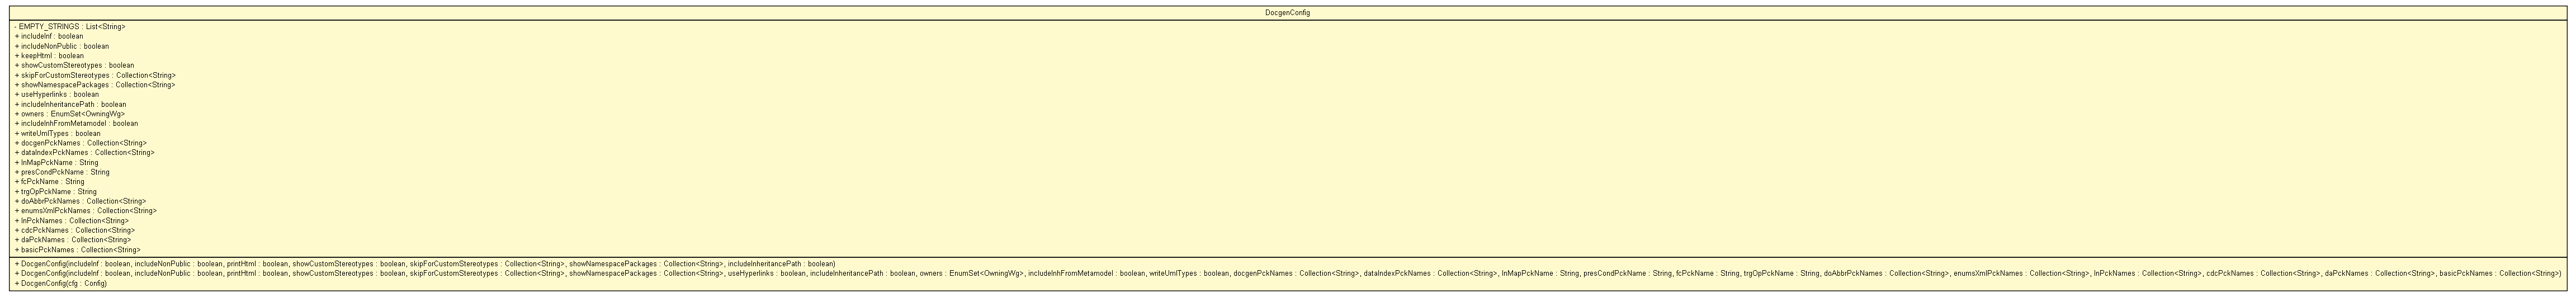 DocgenConfig
- EMPTY_STRINGS : List<String>
+ includeInf : boolean
+ includeNonPublic : boolean
+ keepHtml : boolean
+ showCustomStereotypes : boolean
+ skipForCustomStereotypes : Collection<String>
+ showNamespacePackages : Collection<String>
+ useHyperlinks : boolean
+ includeInheritancePath : boolean
+ owners : EnumSet<OwningWg>
+ includeInhFromMetamodel : boolean
+ writeUmlTypes : boolean
+ docgenPckNames : Collection<String>
+ dataIndexPckNames : Collection<String>
+ lnMapPckName : String
+ presCondPckName : String
+ fcPckName : String
+ trgOpPckName : String
+ doAbbrPckNames : Collection<String>
+ enumsXmlPckNames : Collection<String>
+ lnPckNames : Collection<String>
+ cdcPckNames : Collection<String>
+ daPckNames : Collection<String>
+ basicPckNames : Collection<String>
+ DocgenConfig(includeInf : boolean, includeNonPublic : boolean, printHtml : boolean, showCustomStereotypes : boolean, skipForCustomStereotypes : Collection<String>, showNamespacePackages : Collection<String>, includeInheritancePath : boolean)
+ DocgenConfig(includeInf : boolean, includeNonPublic : boolean, printHtml : boolean, showCustomStereotypes : boolean, skipForCustomStereotypes : Collection<String>, showNamespacePackages : Collection<String>, useHyperlinks : boolean, includeInheritancePath : boolean, owners : EnumSet<OwningWg>, includeInhFromMetamodel : boolean, writeUmlTypes : boolean, docgenPckNames : Collection<String>, dataIndexPckNames : Collection<String>, lnMapPckName : String, presCondPckName : String, fcPckName : String, trgOpPckName : String, doAbbrPckNames : Collection<String>, enumsXmlPckNames : Collection<String>, lnPckNames : Collection<String>, cdcPckNames : Collection<String>, daPckNames : Collection<String>, basicPckNames : Collection<String>)
+ DocgenConfig(cfg : Config)